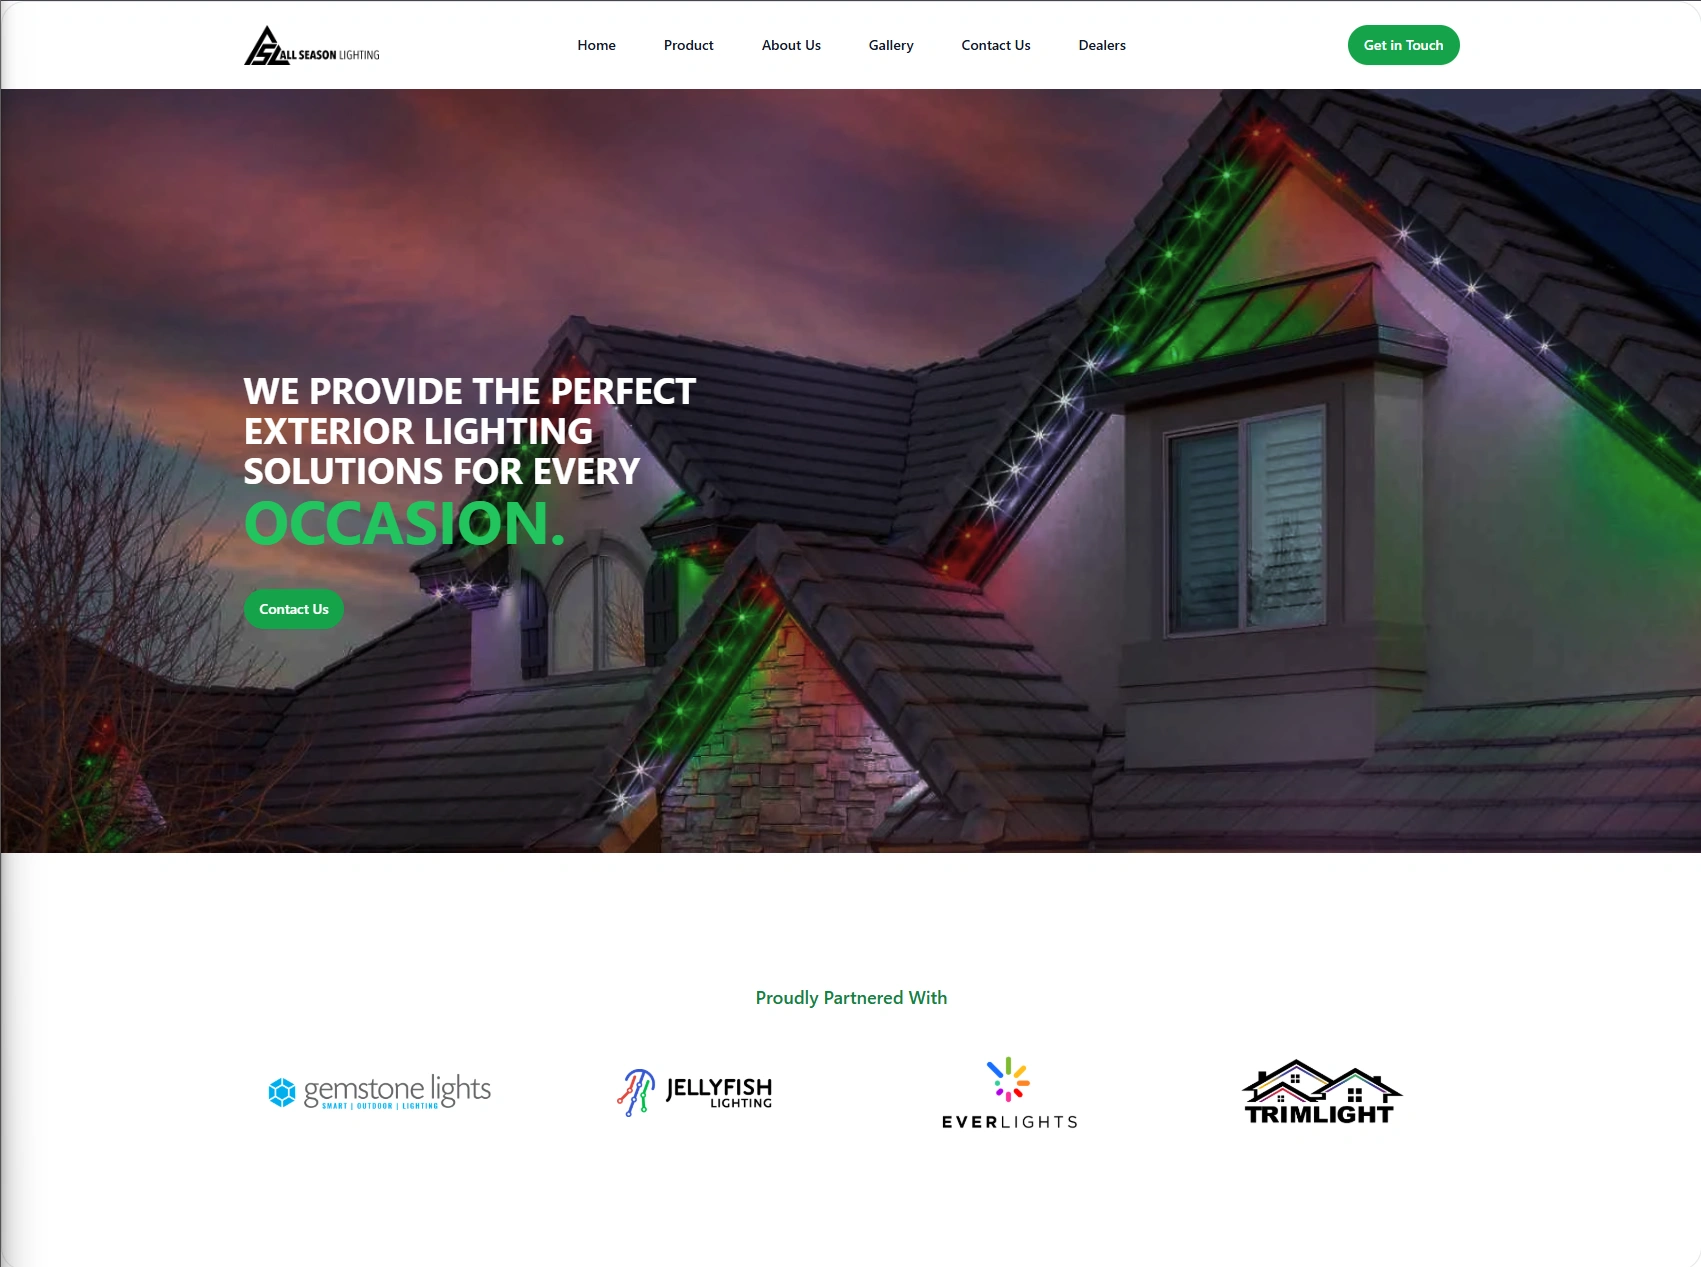 ASL ALL SEASON LIGHTING
Home
Product
About Us
Gallery
Contact Us
Dealers
Get in Touch
WE PROVIDE THE PERFECT
EXTERIOR LIGHTING
SOLUTIONS FOR EVERY
OCCASION.
Contact Us
Proudly Partnered With
gemstone lights
SMART | OUTDOOR | LIGHTING
JELLYFISH
LIGHTING
EVERLIGHTS
TRIMLIGHT